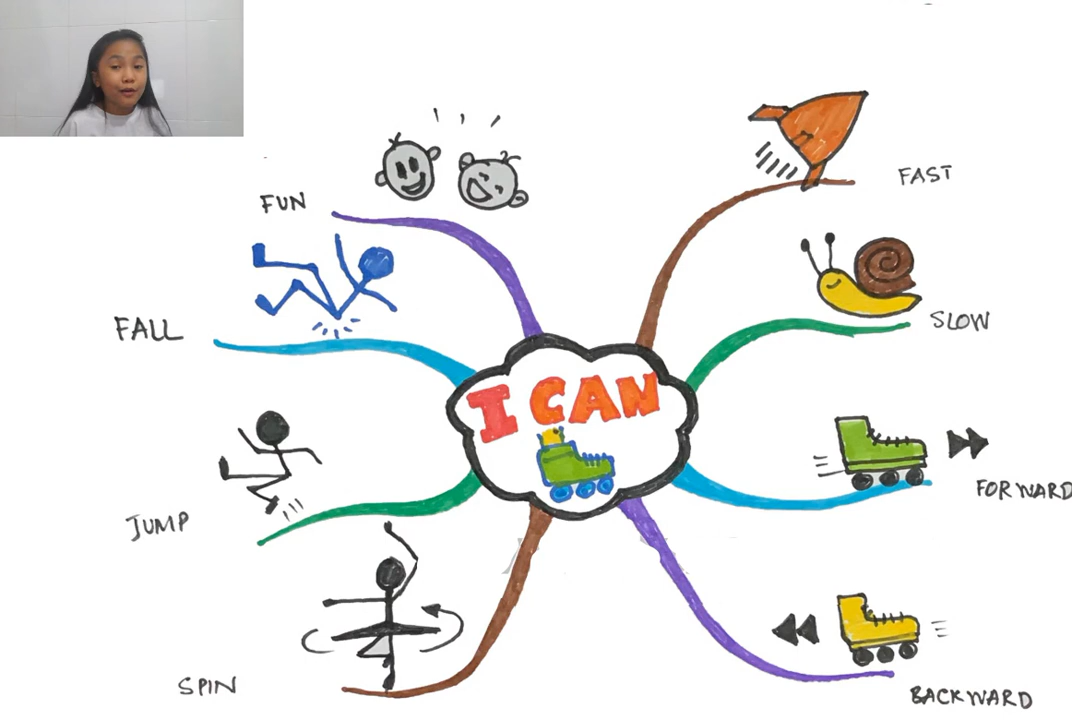 FUN
FAST
FALL
SLOW
I CAN
FORWARD
JUMP
SPIN
BACKWARD